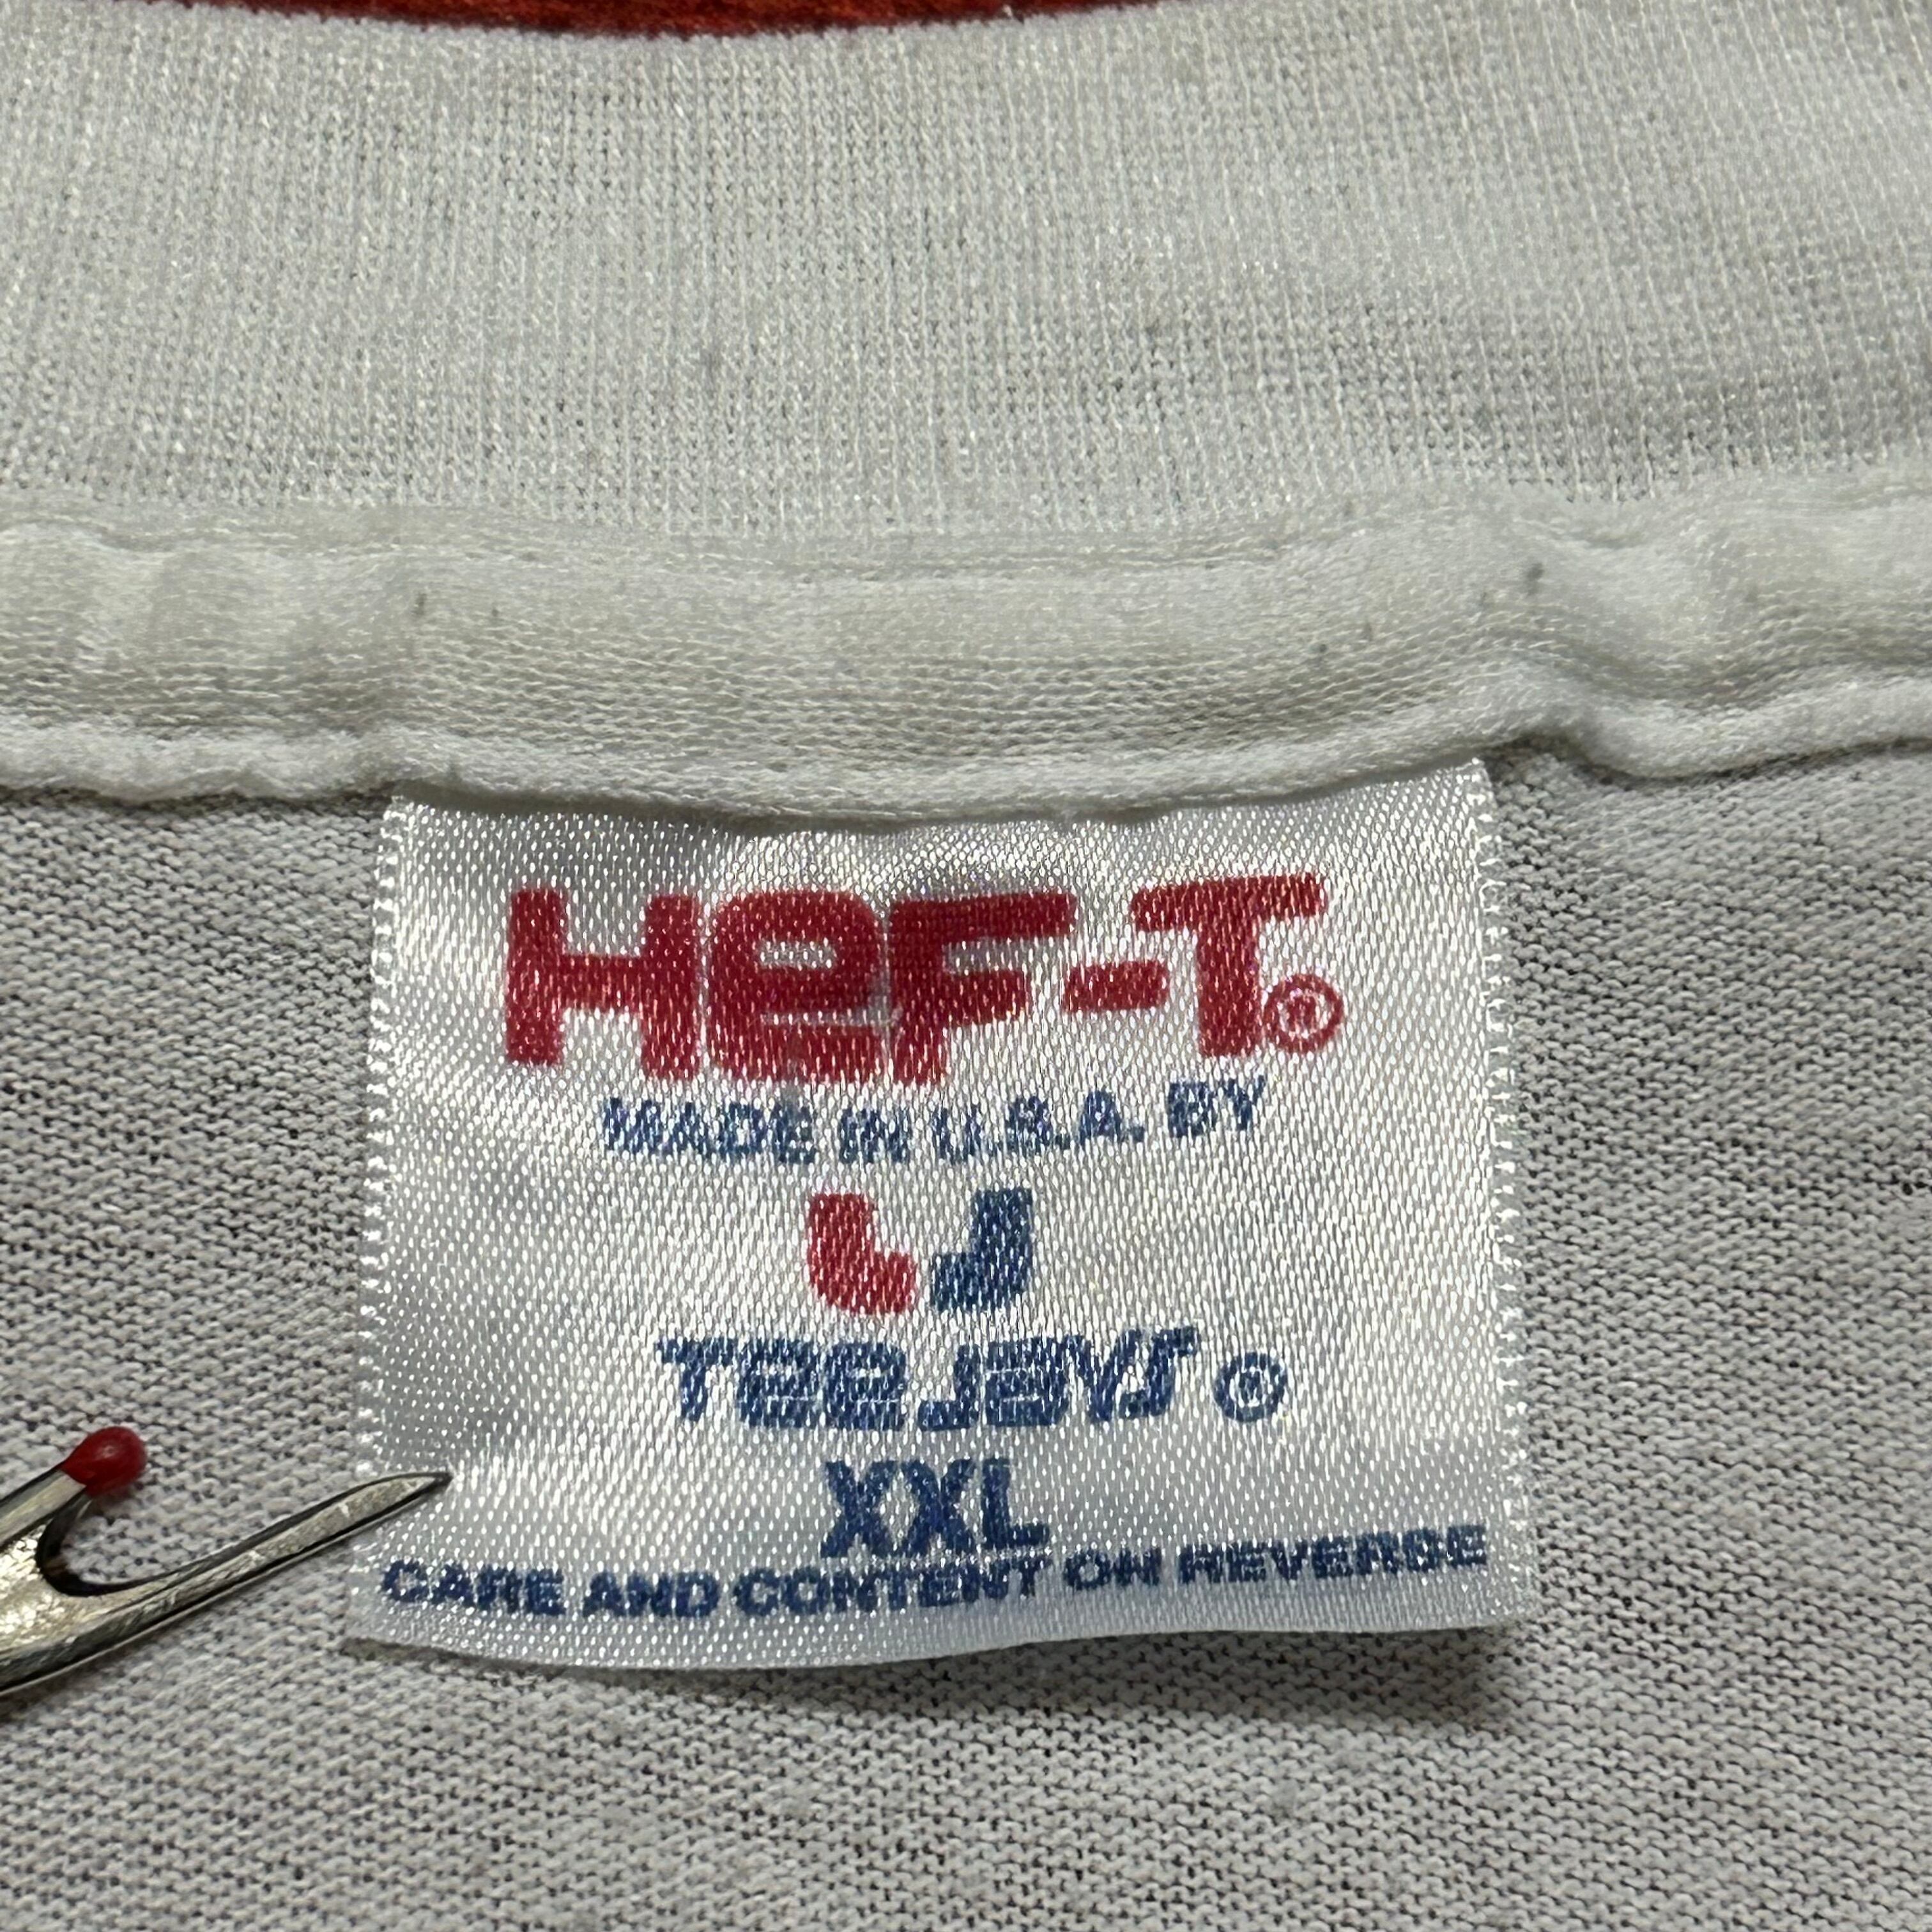 HeF-T®
MADE IN U.S.A. BY
TeeJays®
XXL
CARE AND CONTENT ON REVERSE